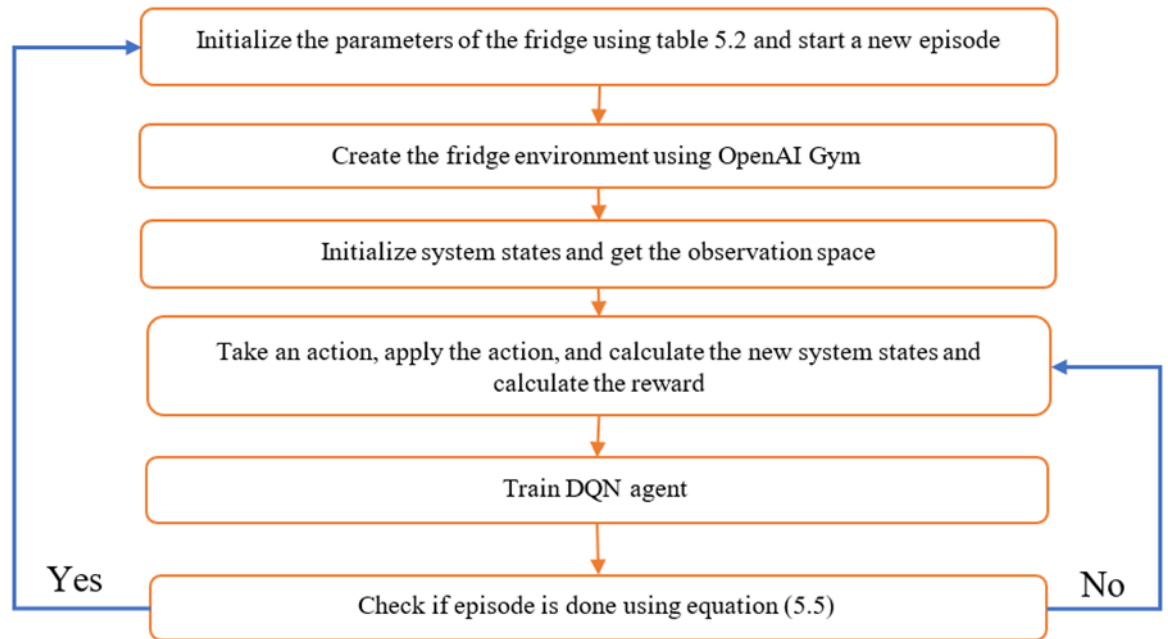 Initialize the parameters of the fridge using table 5.2 and start a new episode
Create the fridge environment using OpenAI Gym
Initialize system states and get the observation space
Take an action, apply the action, and calculate the new system states and
calculate the reward
Train DQN agent
Yes
Check if episode is done using equation (5.5)
No